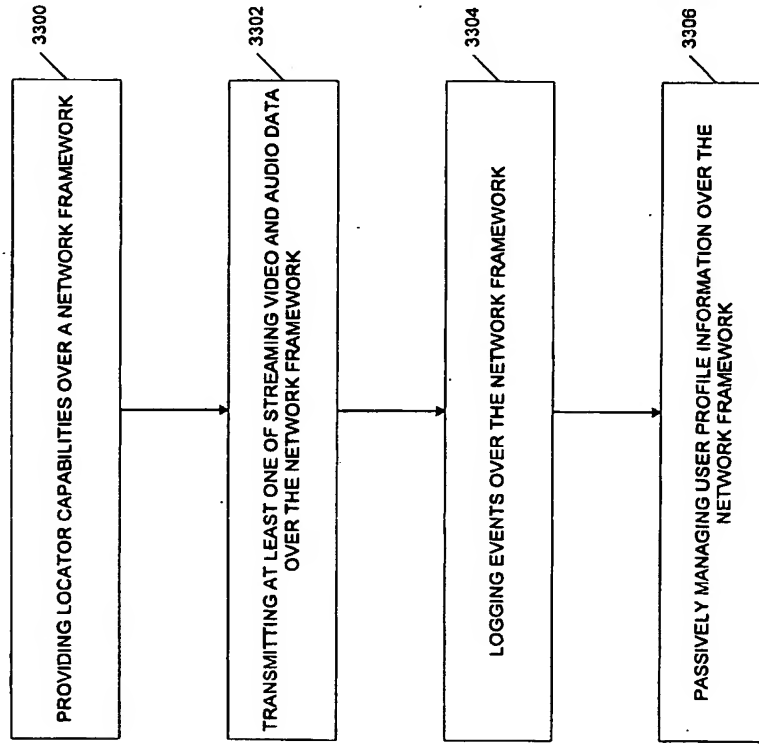 PROVIDING LOCATOR CAPABILITIES OVER A NETWORK FRAMEWORK
3300
TRANSMITTING AT LEAST ONE OF STREAMING VIDEO AND AUDIO DATA
OVER THE NETWORK FRAMEWORK
3302
LOGGING EVENTS OVER THE NETWORK FRAMEWORK
3304
PASSIVELY MANAGING USER PROFILE INFORMATION OVER THE
NETWORK FRAMEWORK
3306